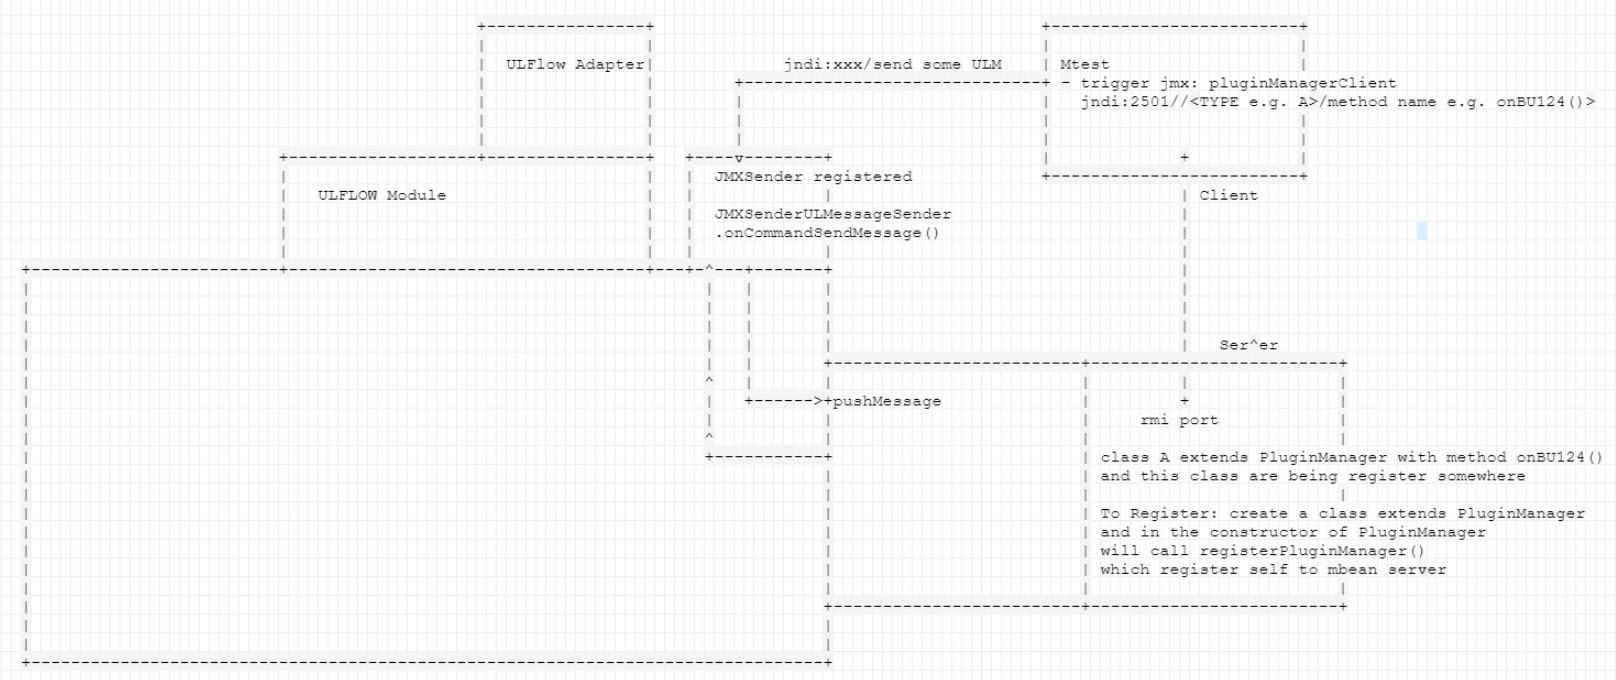 ULFlow Adapter
jndi:xxx/send some ULM
Mtest
- trigger jmx: pluginManagerClient
jndi:2501//<TYPE e.g. A>/method name e.g. onBU124()>
JMXSender registered
ULFLOW Module
Client
JMXSenderULMessageSender
.onCommandSendMessage()
Ser^er
pushMessage
rmi port
class A extends PluginManager with method onBU124()
and this class are being register somewhere
To Register: create a class extends PluginManager
and in the constructor of PluginManager
will call registerPluginManager()
which register self to mbean server